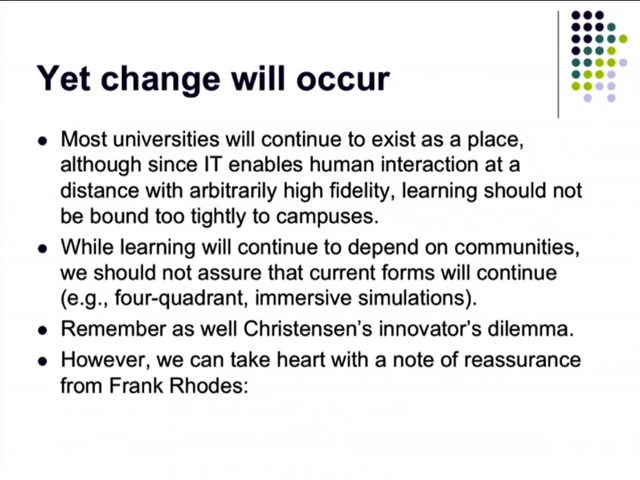 Yet change will occur
Most universities will continue to exist as a place,
although since IT enables human interaction at a
distance with arbitrarily high fidelity, learning should not
be bound too tightly to campuses.
While learning will continue to depend on communities,
we should not assure that current forms will continue
(e.g., four-quadrant, immersive simulations).
Remember as well Christensen's innovator's dilemma.
However, we can take heart with a note of reassurance
from Frank Rhodes: